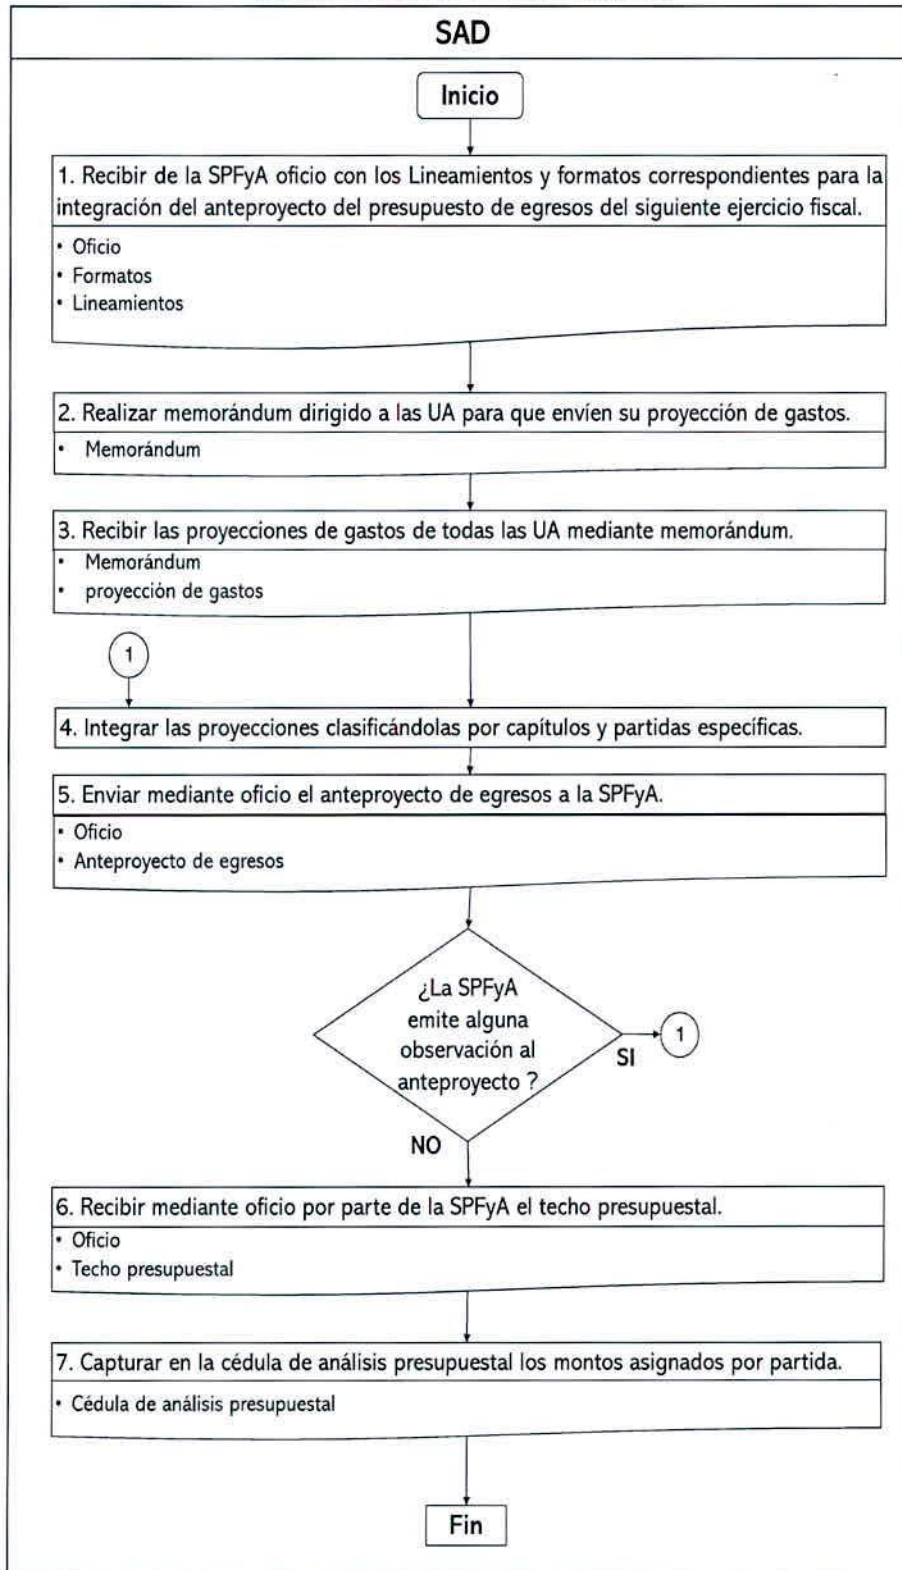 SAD
Inicio
1. Recibir de la SPFyA oficio con los Lineamientos y formatos correspondientes para la
integración del anteproyecto del presupuesto de egresos del siguiente ejercicio fiscal.
• Oficio
• Formatos
• Lineamientos
2. Realizar memorándum dirigido a las UA para que envíen su proyección de gastos.
• Memorándum
3. Recibir las proyecciones de gastos de todas las UA mediante memorándum.
• Memorándum
• proyección de gastos
1
4. Integrar las proyecciones clasificándolas por capítulos y partidas específicas.
5. Enviar mediante oficio el anteproyecto de egresos a la SPFyA.
• Oficio
• Anteproyecto de egresos
¿La SPFyA
emite alguna
observación al
anteproyecto ?
SI
1
NO
6. Recibir mediante oficio por parte de la SPFyA el techo presupuestal.
• Oficio
• Techo presupuestal
7. Capturar en la cédula de análisis presupuestal los montos asignados por partida.
• Cédula de análisis presupuestal
Fin